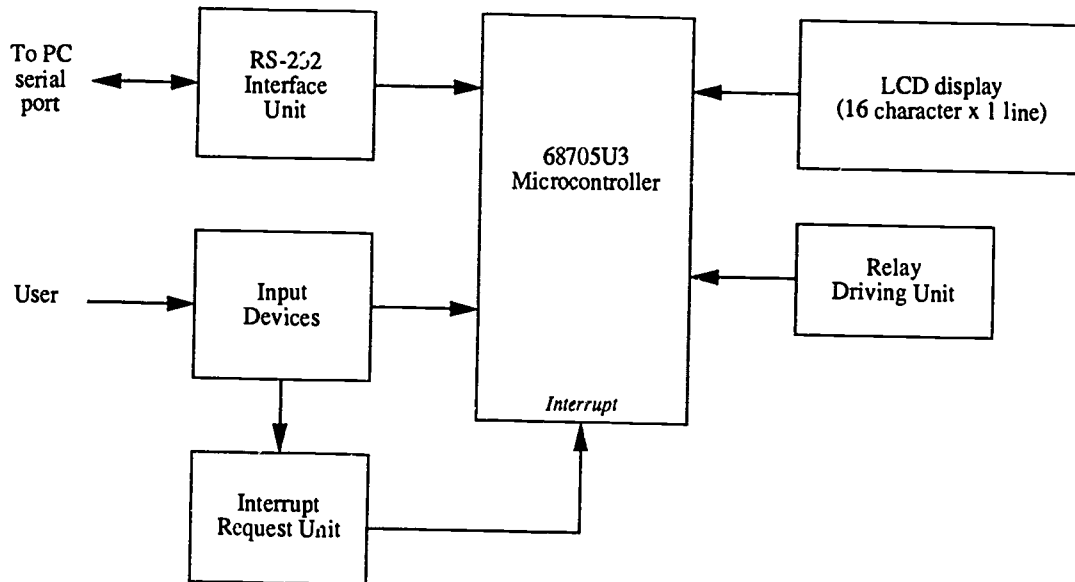 To PC
serial
port
RS-232
Interface
Unit
68705U3
Microcontroller
LCD display
(16 character x 1 line)
User
Input
Devices
Relay
Driving Unit
Interrupt
Interrupt
Request Unit